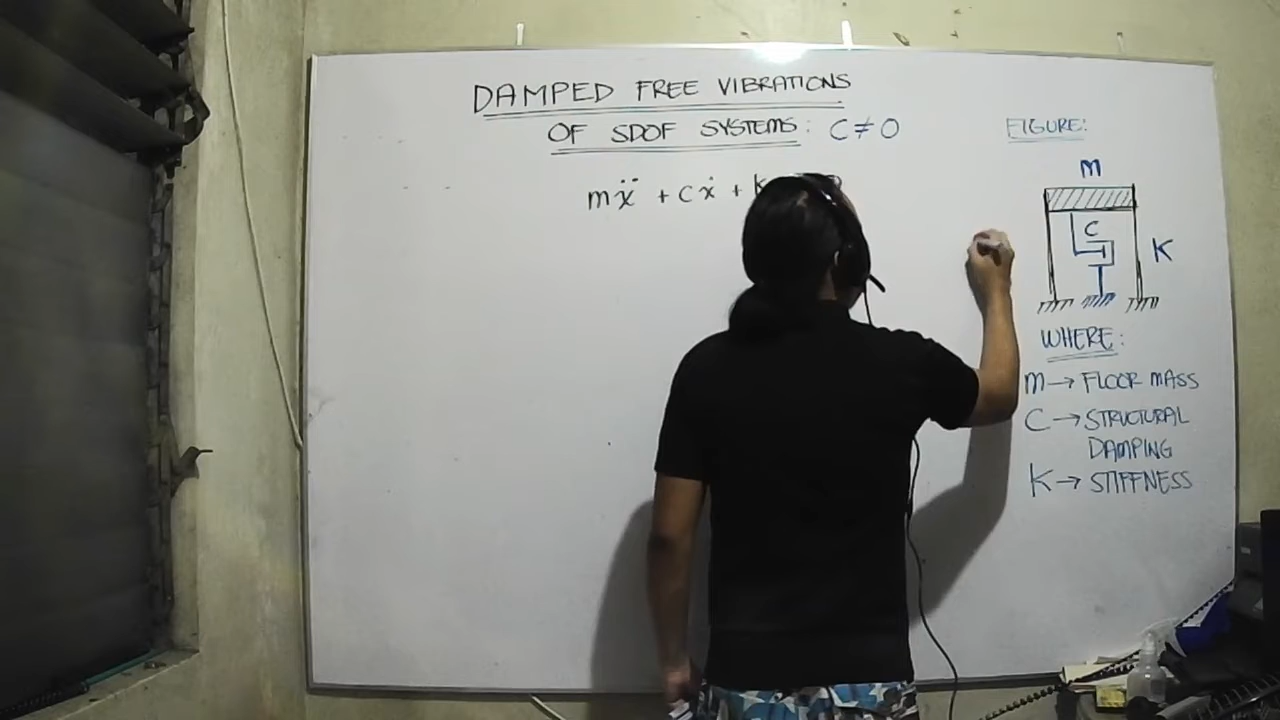 DAMPED FREE VIBRATIONS
OF SDOF SYSTEMS: C≠0
mẍ + cẋ + k
FIGURE:
m
C
K
WHERE:
m→ FLOOR MASS
C→STRUCTURAL
DAMPING
K→ STIFFNESS